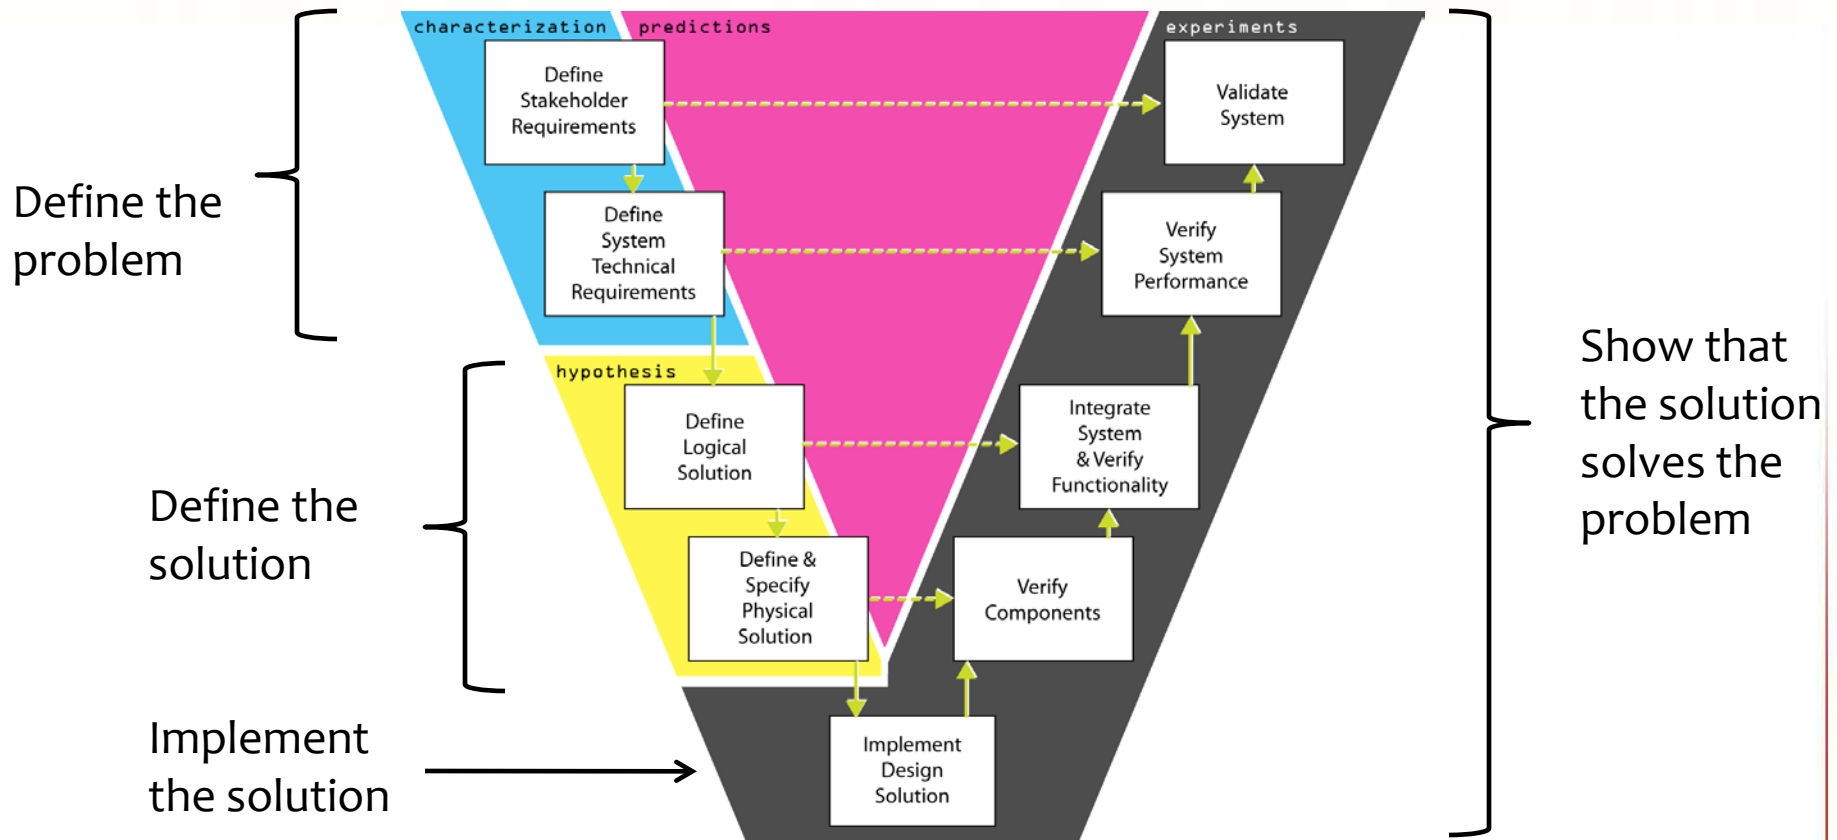 characterization
predictions
experiments
Define
Stakeholder
Requirements
Validate
System
Define the
problem
Define
System
Technical
Requirements
Verify
System
Performance
hypothesis
Define
Logical
Solution
Integrate
System
& Verify
Functionality
Show that
the solution
solves the
problem
Define the
solution
Define &
Specify
Physical
Solution
Verify
Components
Implement
the solution
Implement
Design
Solution